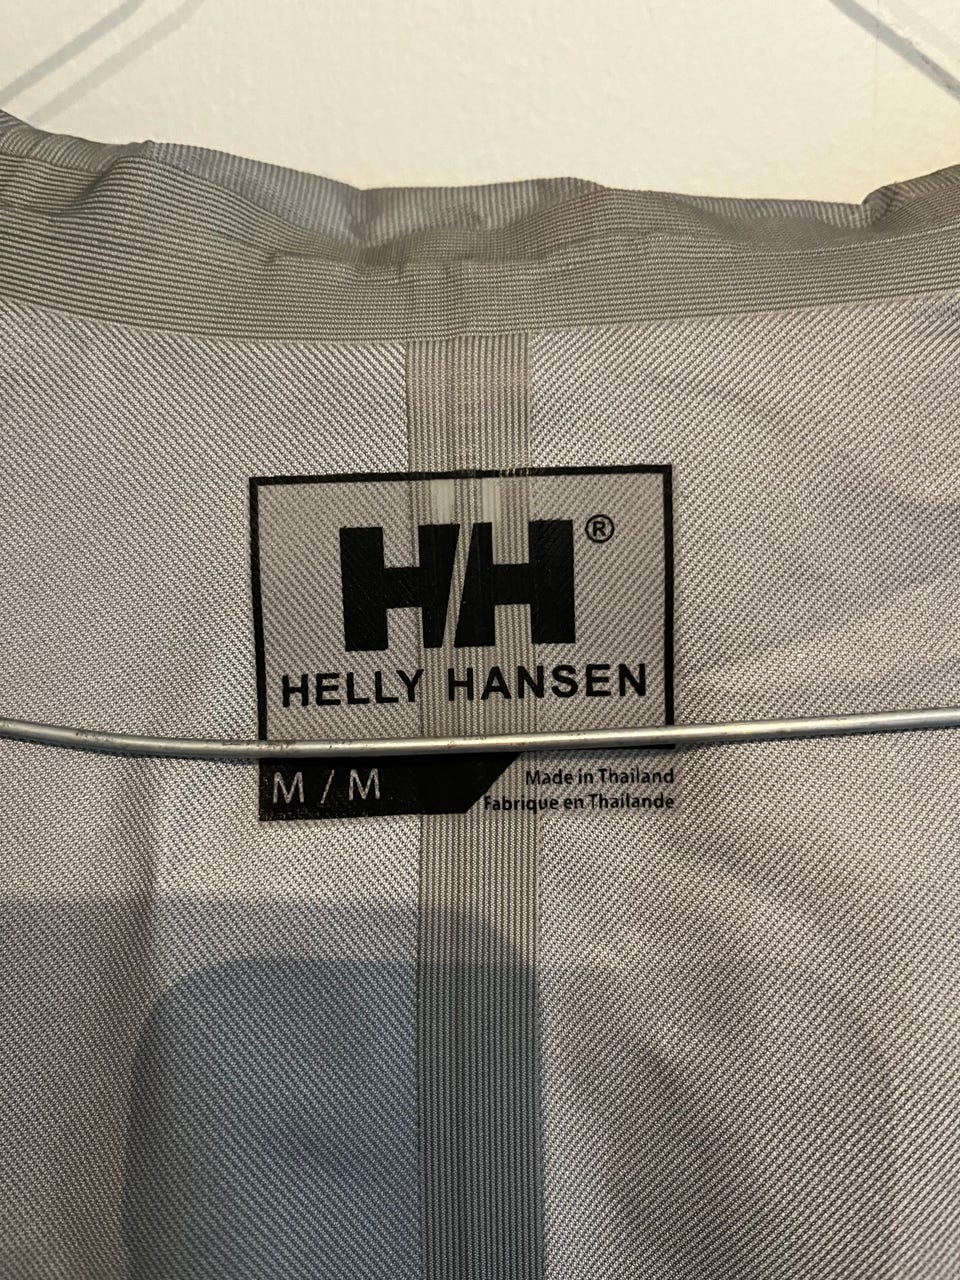 HH®
HELLY HANSEN
M / M
Made in Thailand
Fabrique en Thailande